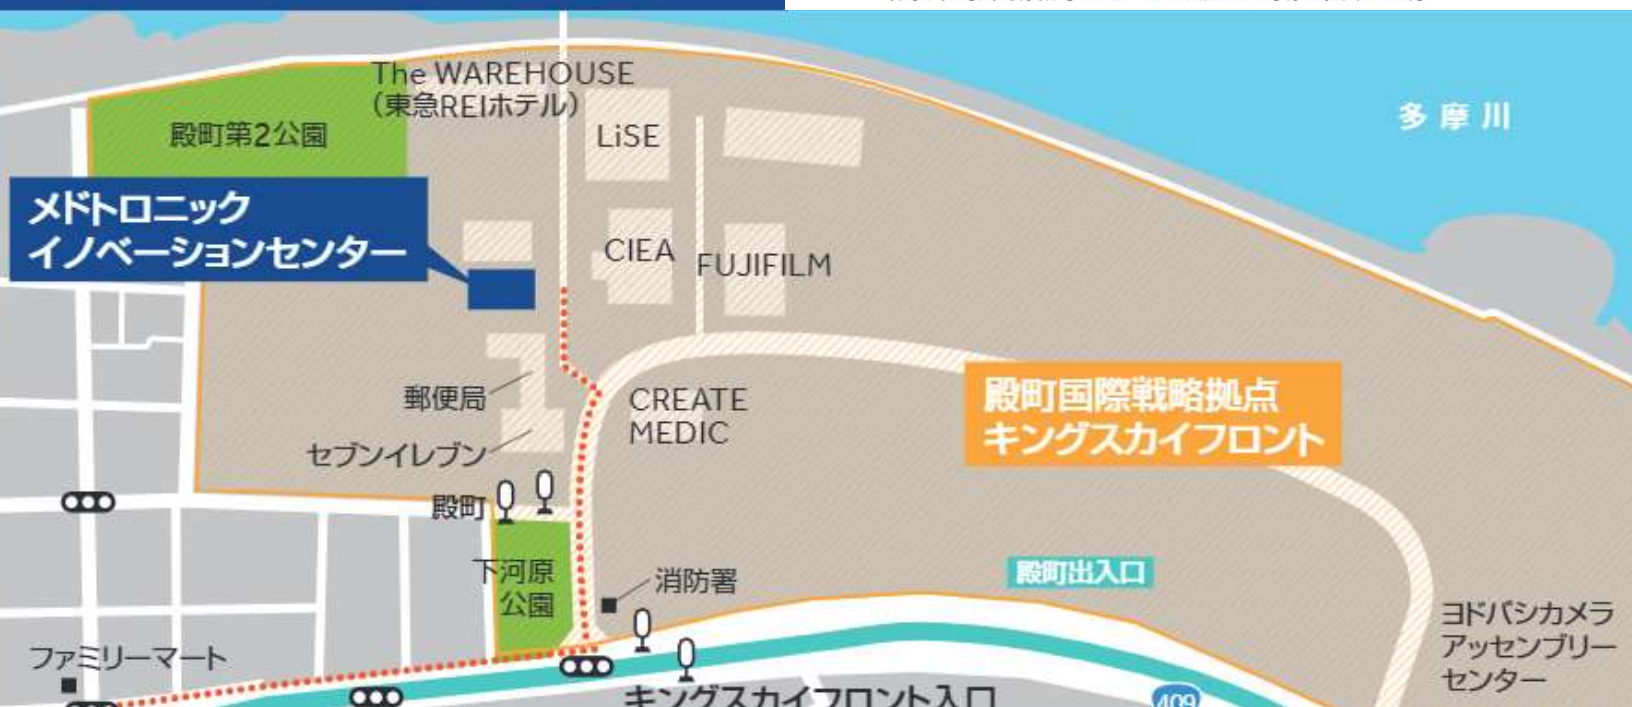 The WAREHOUSE
（東急REIホテル）
殿町第2公園
LiSE
多摩川
メドトロニック
イノベーションセンター
CIEA
FUJIFILM
郵便局
CREATE
MEDIC
殿町国際戦略拠点
キングスカイフロント
セブンイレブン
殿町
下河原
公園
消防署
殿町出入口
ヨドバシカメラ
アッセンブリー
センター
ファミリーマート
キングスカイフロント入口
409